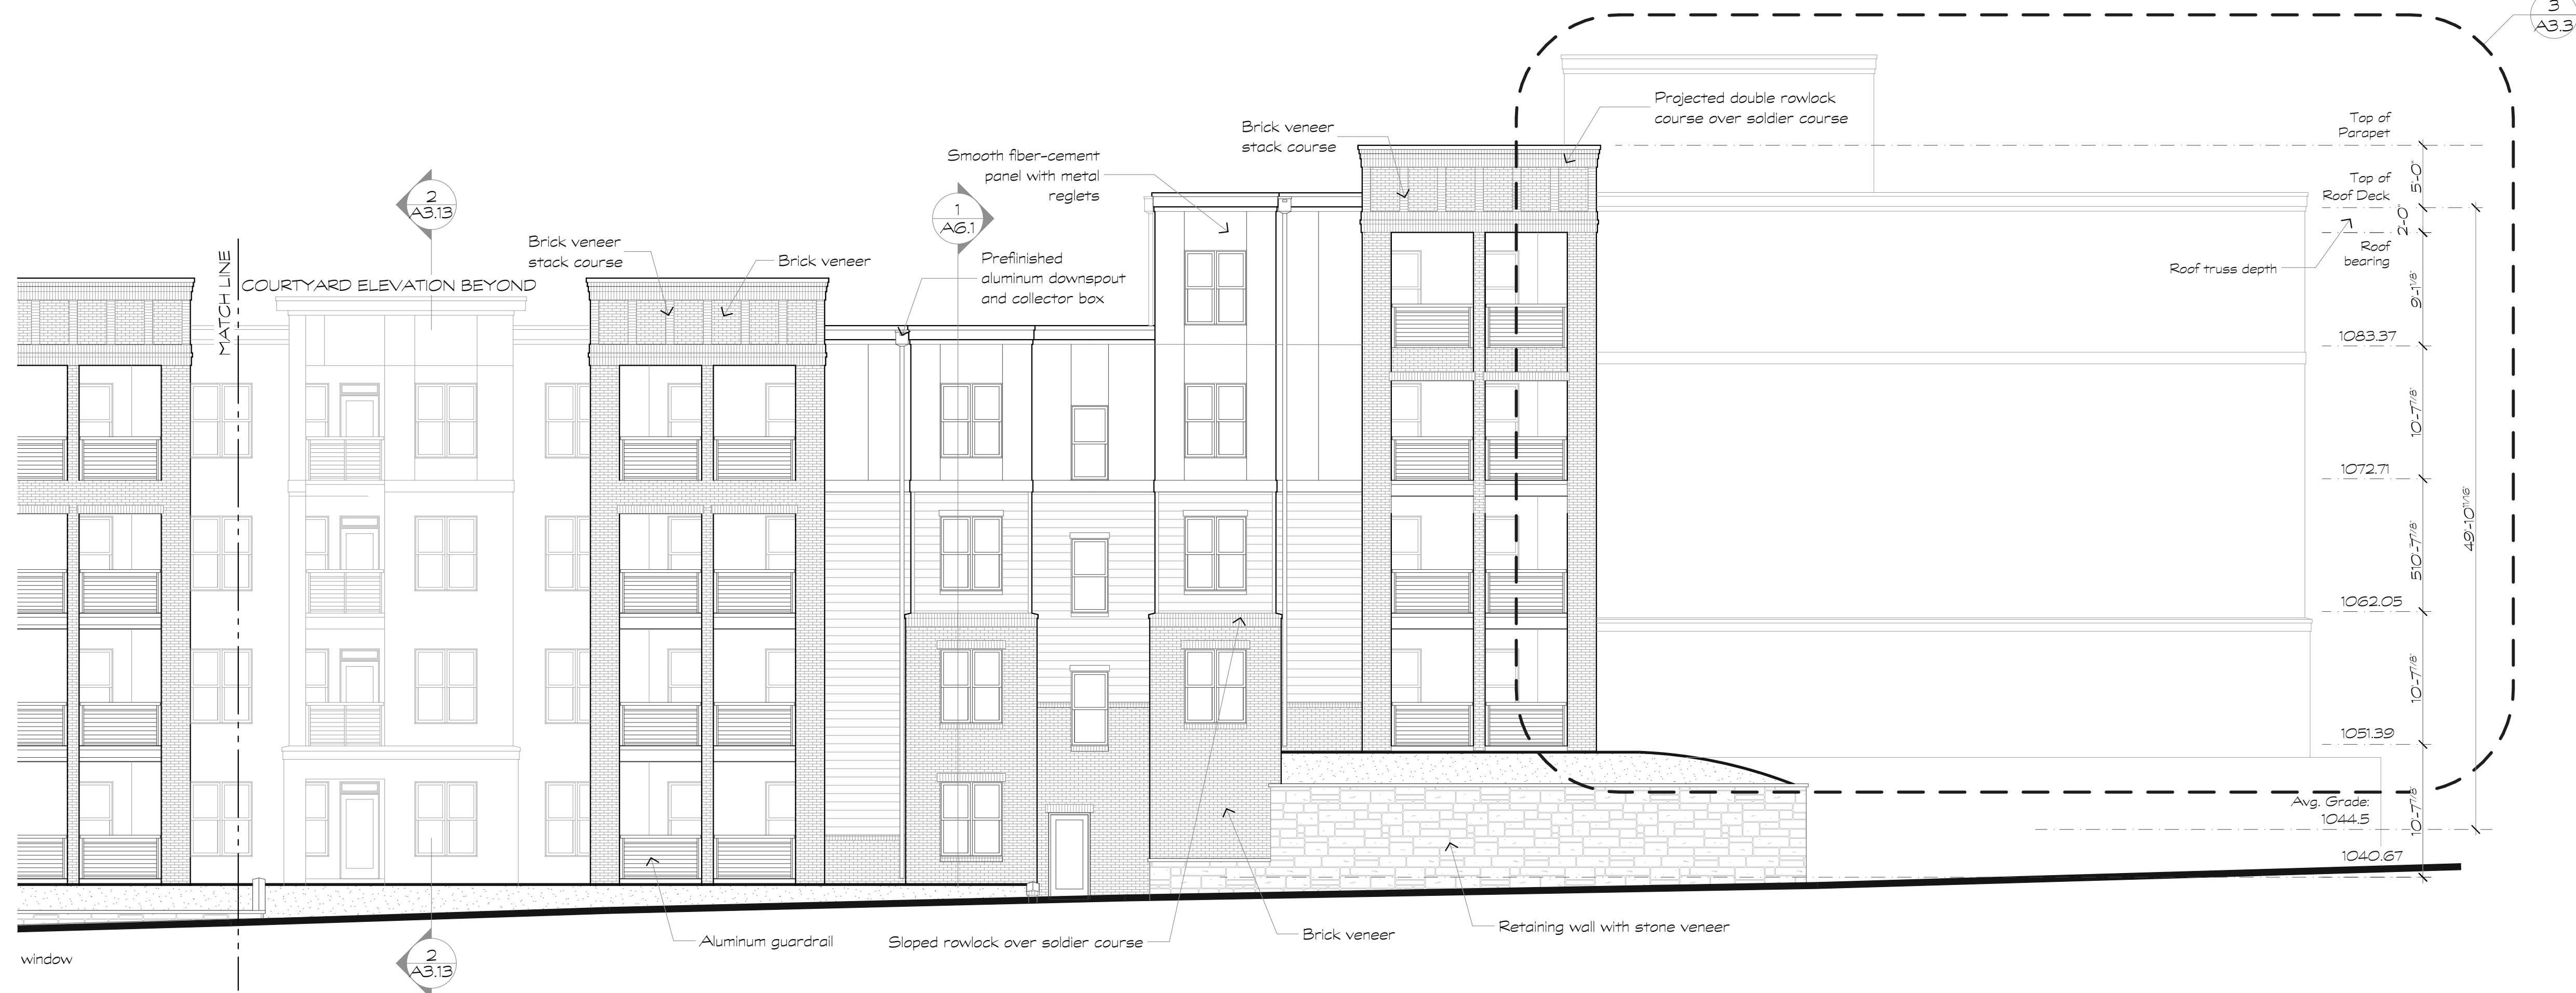 3
A3.3
Projected double rowlock
course over soldier course
Brick veneer
stack course
Top of
Parapet
Smooth fiber-cement
panel with metal
reglets
5'-0"
Top of
Roof Deck
2
A3.13
1
A6.1
2'-0"
Brick veneer
stack course
Brick veneer
Roof
bearing
Roof truss depth
Prefiinished
aluminum downspout
and collector box
MATCH LINE
COURTYARD ELEVATION BEYOND
9'-1 1/8"
1083.37
10'-7 7/8"
1072.71
49'-10 11/16"
510'-7 7/8"
1062.05
10'-7 7/8"
1051.39
Avg. Grade:
1044.5
10'-7 7/8"
1040.67
Aluminum guardrail
Sloped rowlock over soldier course
Brick veneer
Retaining wall with stone veneer
window
2
A3.13